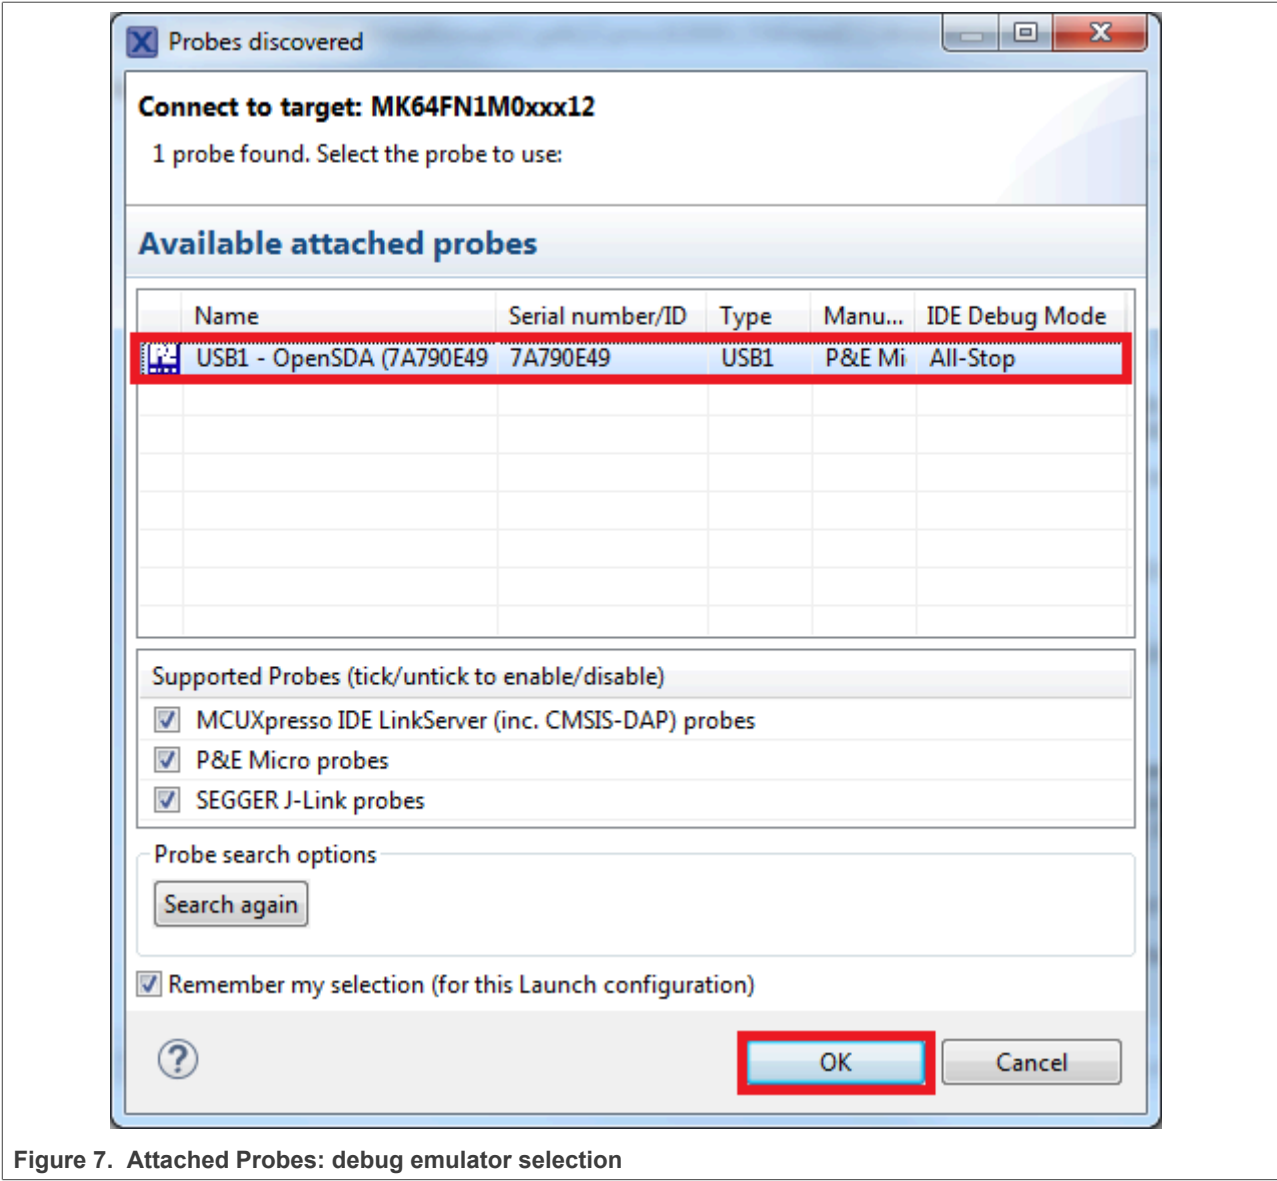 Probes discovered
Connect to target: MK64FN1M0xxx12
1 probe found. Select the probe to use:
Available attached probes
Name Serial number/ID Type Manu... IDE Debug Mode
USB1 - OpenSDA (7A790E49 7A790E49 USB1 P&E Mi All-Stop
Supported Probes (tick/untick to enable/disable)
MCUXpresso IDE LinkServer (inc. CMSIS-DAP) probes
P&E Micro probes
SEGGER J-Link probes
Probe search options
Search again
Remember my selection (for this Launch configuration)
OK Cancel
Figure 7. Attached Probes: debug emulator selection